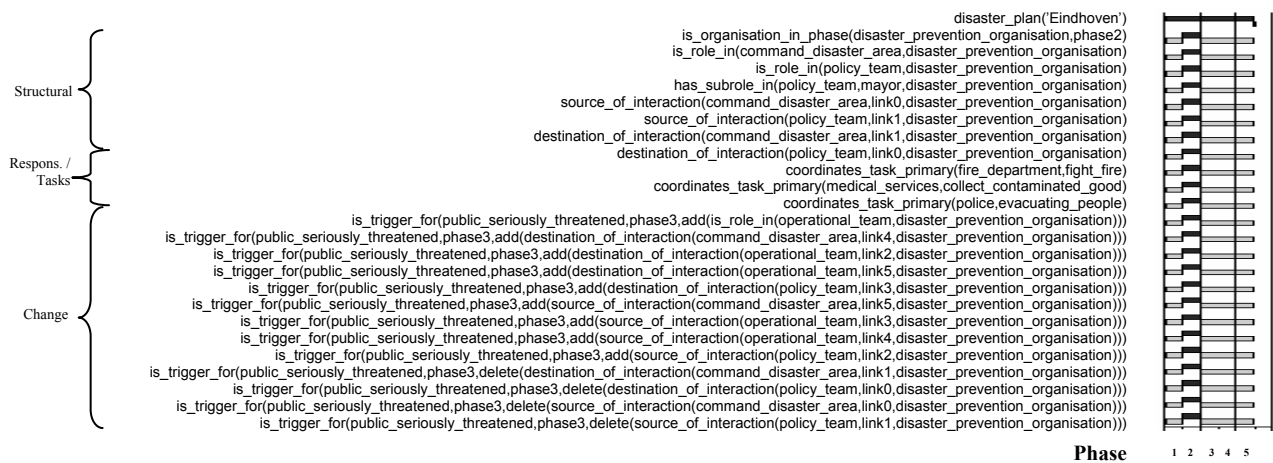 disaster_plan('Eindhoven')
is_organisation_in_phase(disaster_prevention_organisation,phase2)
is_role_in(command_disaster_area,disaster_prevention_organisation)
is_role_in(policy_team,disaster_prevention_organisation)
has_subrole_in(policy_team,mayor,disaster_prevention_organisation)
Structural
source_of_interaction(command_disaster_area,link0,disaster_prevention_organisation)
source_of_interaction(policy_team,link1,disaster_prevention_organisation)
destination_of_interaction(command_disaster_area,link1,disaster_prevention_organisation)
destination_of_interaction(policy_team,link0,disaster_prevention_organisation)
Respons. /
Tasks
coordinates_task_primary(fire_department,fight_fire)
coordinates_task_primary(medical_services,collect_contaminated_good)
coordinates_task_primary(police,evacuating_people)
is_trigger_for(public_seriously_threatened,phase3,add(is_role_in(operational_team,disaster_prevention_organisation)))
is_trigger_for(public_seriously_threatened,phase3,add(destination_of_interaction(command_disaster_area,link4,disaster_prevention_organisation)))
is_trigger_for(public_seriously_threatened,phase3,add(destination_of_interaction(operational_team,link2,disaster_prevention_organisation)))
is_trigger_for(public_seriously_threatened,phase3,add(destination_of_interaction(operational_team,link5,disaster_prevention_organisation)))
is_trigger_for(public_seriously_threatened,phase3,add(destination_of_interaction(policy_team,link3,disaster_prevention_organisation)))
is_trigger_for(public_seriously_threatened,phase3,add(source_of_interaction(command_disaster_area,link5,disaster_prevention_organisation)))
Change
is_trigger_for(public_seriously_threatened,phase3,add(source_of_interaction(operational_team,link3,disaster_prevention_organisation)))
is_trigger_for(public_seriously_threatened,phase3,add(source_of_interaction(operational_team,link4,disaster_prevention_organisation)))
is_trigger_for(public_seriously_threatened,phase3,add(source_of_interaction(policy_team,link2,disaster_prevention_organisation)))
is_trigger_for(public_seriously_threatened,phase3,delete(destination_of_interaction(command_disaster_area,link1,disaster_prevention_organisation)))
is_trigger_for(public_seriously_threatened,phase3,delete(destination_of_interaction(policy_team,link0,disaster_prevention_organisation)))
is_trigger_for(public_seriously_threatened,phase3,delete(source_of_interaction(command_disaster_area,link0,disaster_prevention_organisation)))
is_trigger_for(public_seriously_threatened,phase3,delete(source_of_interaction(policy_team,link1,disaster_prevention_organisation)))
Phase 1 2 3 4 5